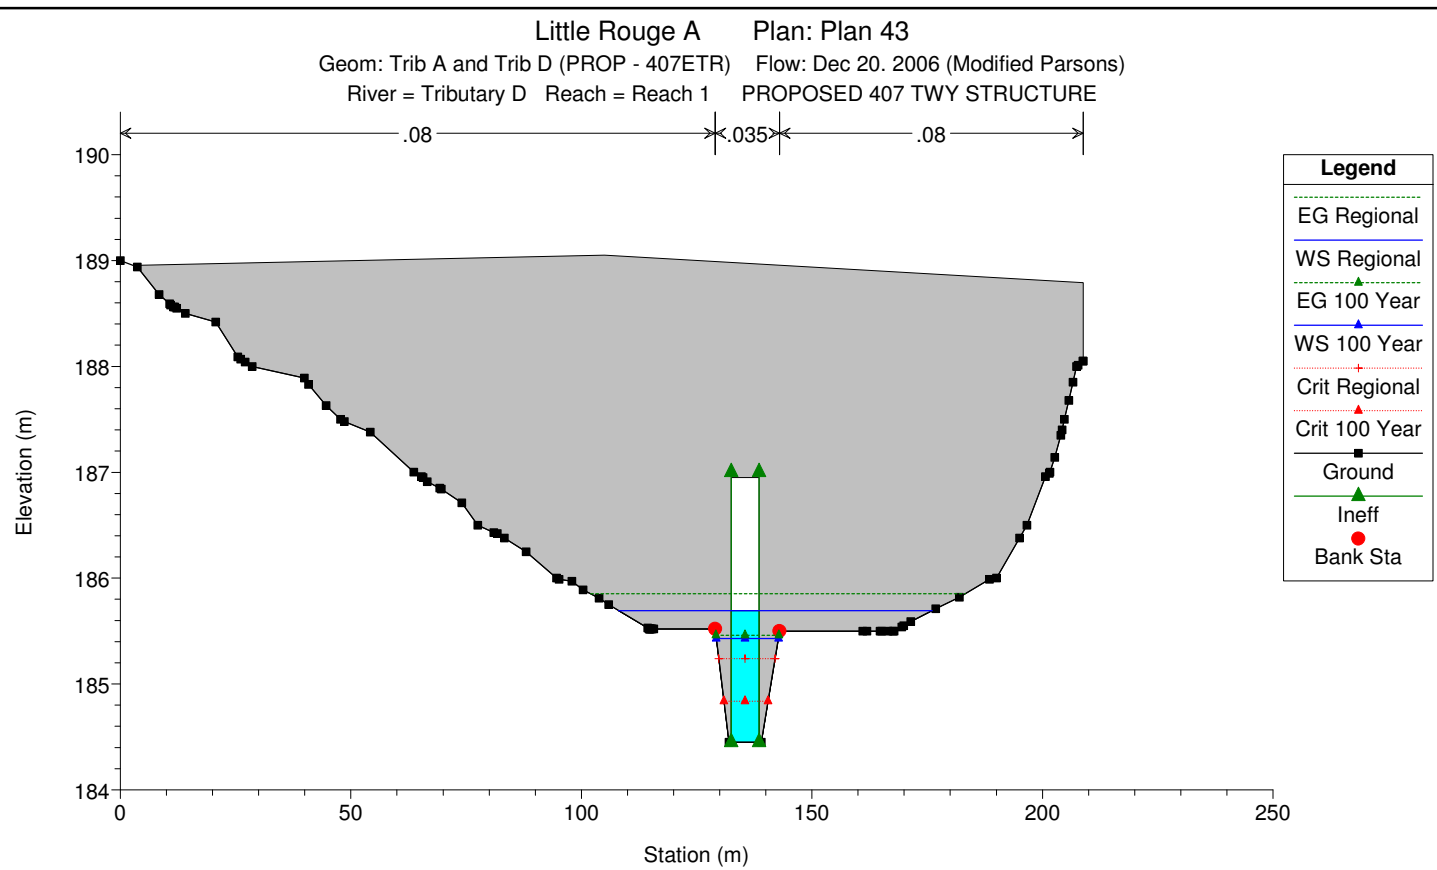 Little Rouge A Plan: Plan 43
Geom: Trib A and Trib D (PROP - 407ETR) Flow: Dec 20. 2006 (Modified Parsons)
River = Tributary D Reach = Reach 1 PROPOSED 407 TWY STRUCTURE
.08
.035
.08
190
189
188
187
186
185
184
Elevation (m)
0
50
100
150
200
250
Station (m)
Legend
EG Regional
WS Regional
EG 100 Year
WS 100 Year
Crit Regional
Crit 100 Year
Ground
Ineff
Bank Sta